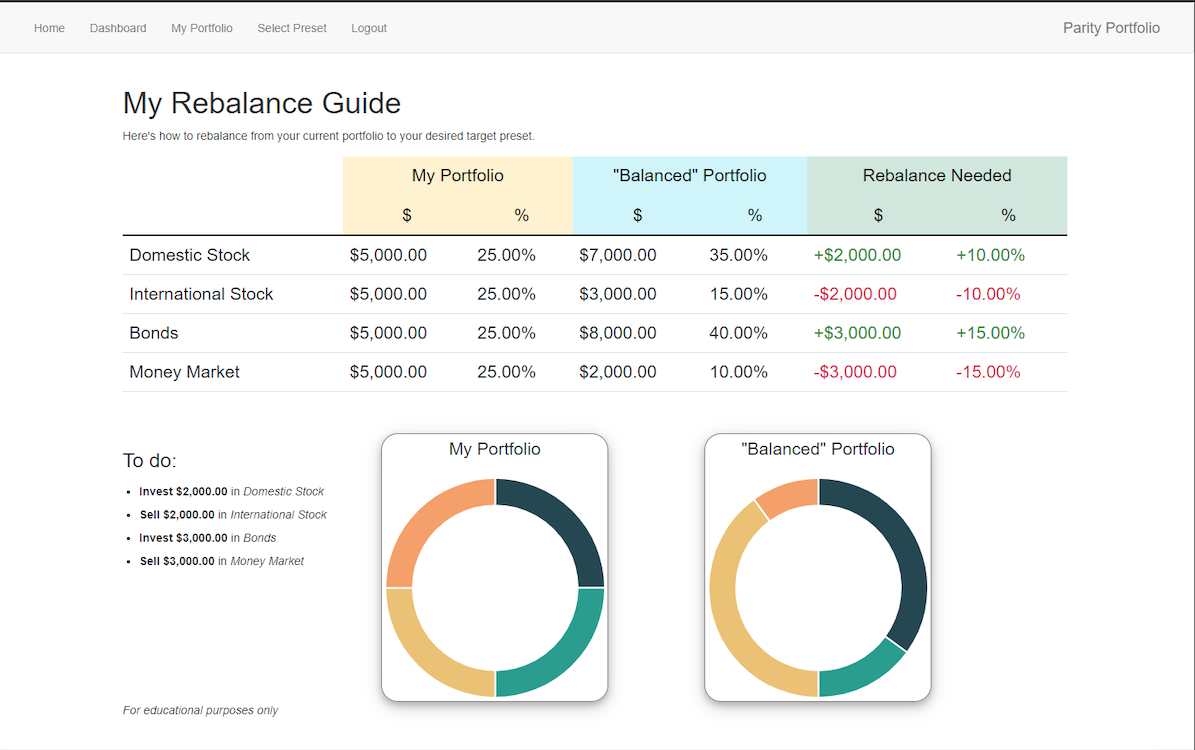 Home Dashboard My Portfolio Select Preset Logout Parity Portfolio
My Rebalance Guide
Here's how to rebalance from your current portfolio to your desired target preset.
My Portfolio "Balanced" Portfolio Rebalance Needed
$ % $ % $ %
Domestic Stock $5,000.00 25.00% $7,000.00 35.00% +$2,000.00 +10.00%
International Stock $5,000.00 25.00% $3,000.00 15.00% -$2,000.00 -10.00%
Bonds $5,000.00 25.00% $8,000.00 40.00% +$3,000.00 +15.00%
Money Market $5,000.00 25.00% $2,000.00 10.00% -$3,000.00 -15.00%
To do:
• Invest $2,000.00 in Domestic Stock
• Sell $2,000.00 in International Stock
• Invest $3,000.00 in Bonds
• Sell $3,000.00 in Money Market
My Portfolio
"Balanced" Portfolio
For educational purposes only